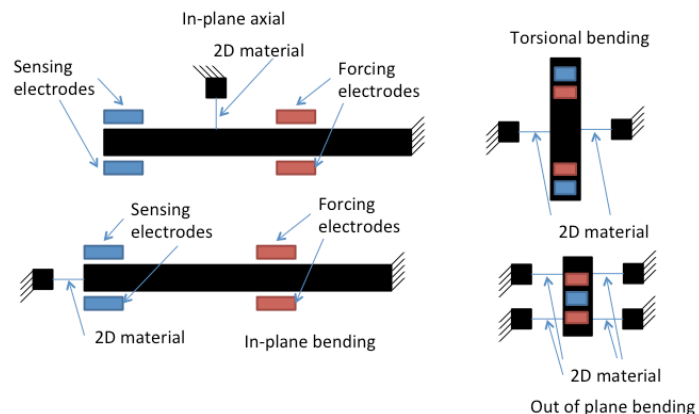 In-plane axial
2D material
Sensing
electrodes
Forcing
electrodes
Torsional bending
2D material
Sensing
electrodes
Forcing
electrodes
2D material
In-plane bending
2D material
Out of plane bending